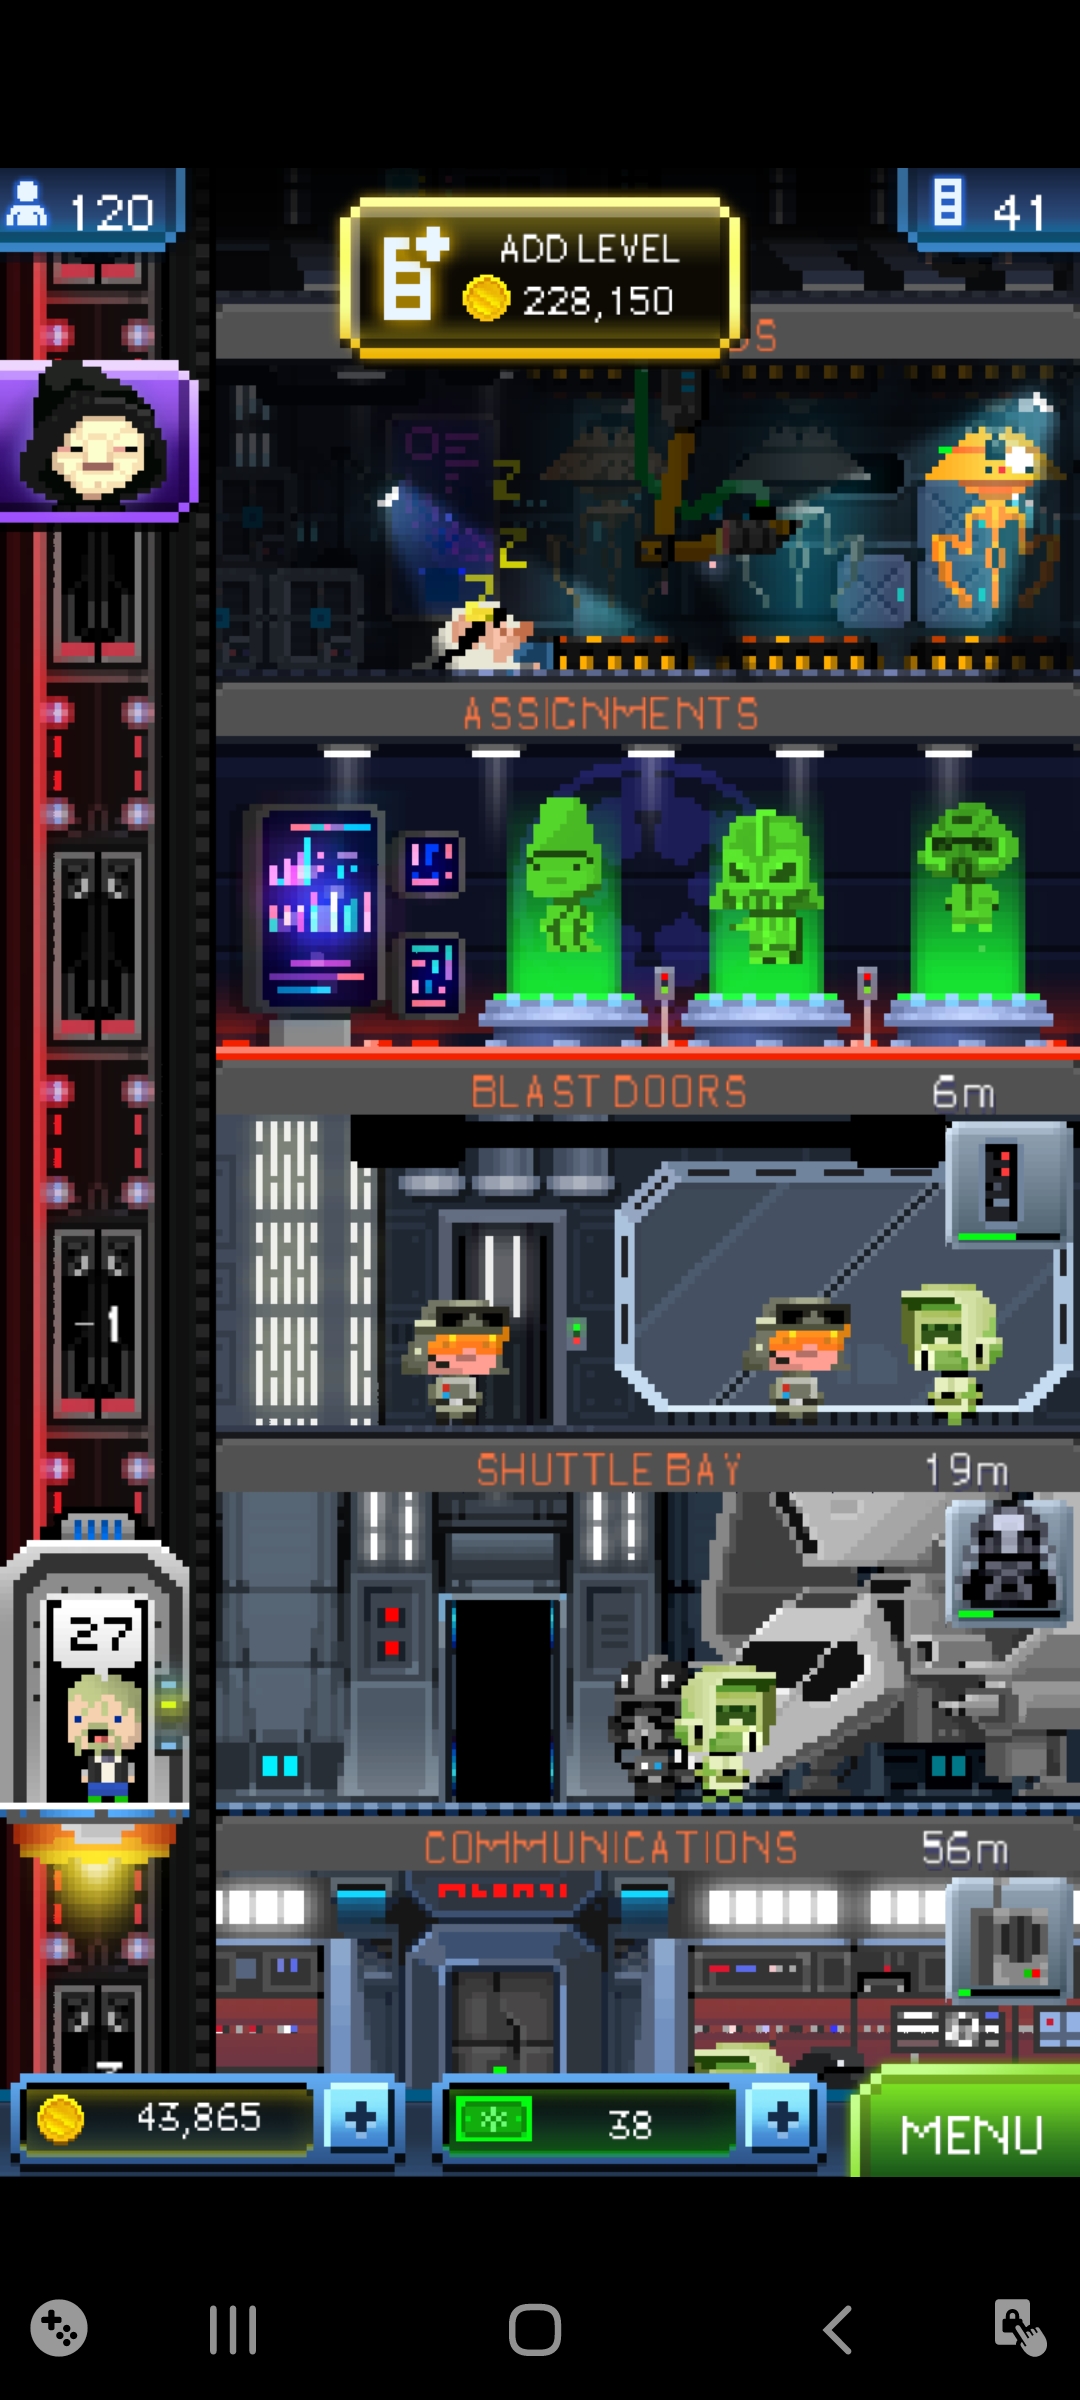 120
ADD LEVEL
41
228,150
DS
ASSIGNMENTS
BLAST DOORS
6m
-1
SHUTTLE BAY
19m
27
COMMUNICATIONS
56m
43,865
38
MENU